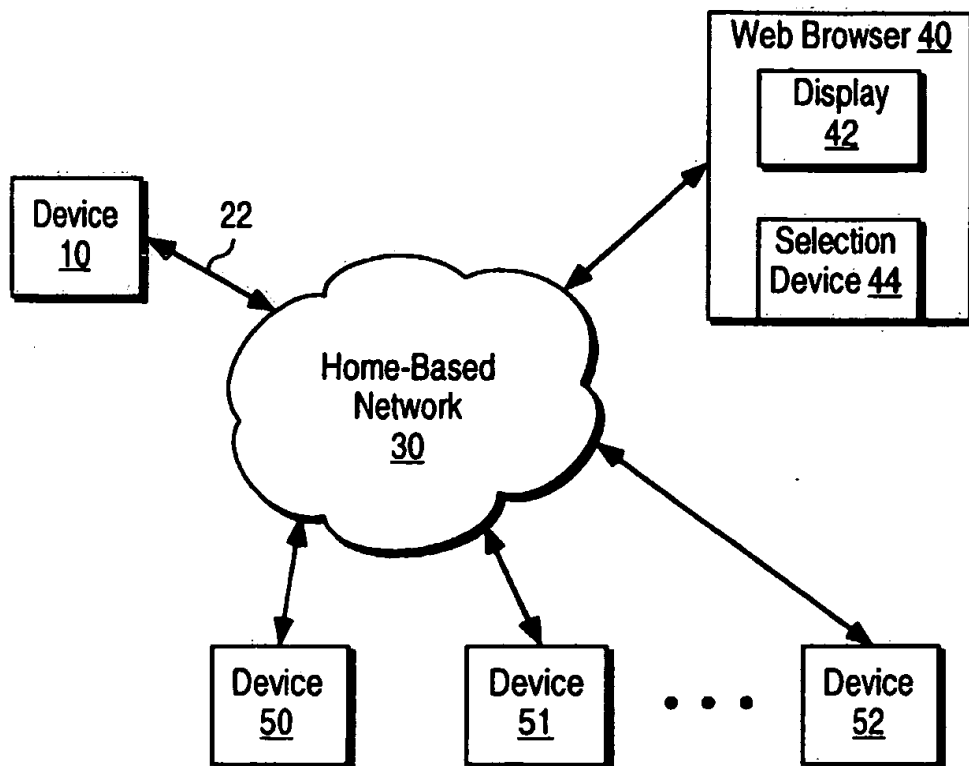 Web Browser 40
Display
42
Selection
Device 44
Device
10
22
Home-Based
Network
30
Device
50
Device
51
Device
52